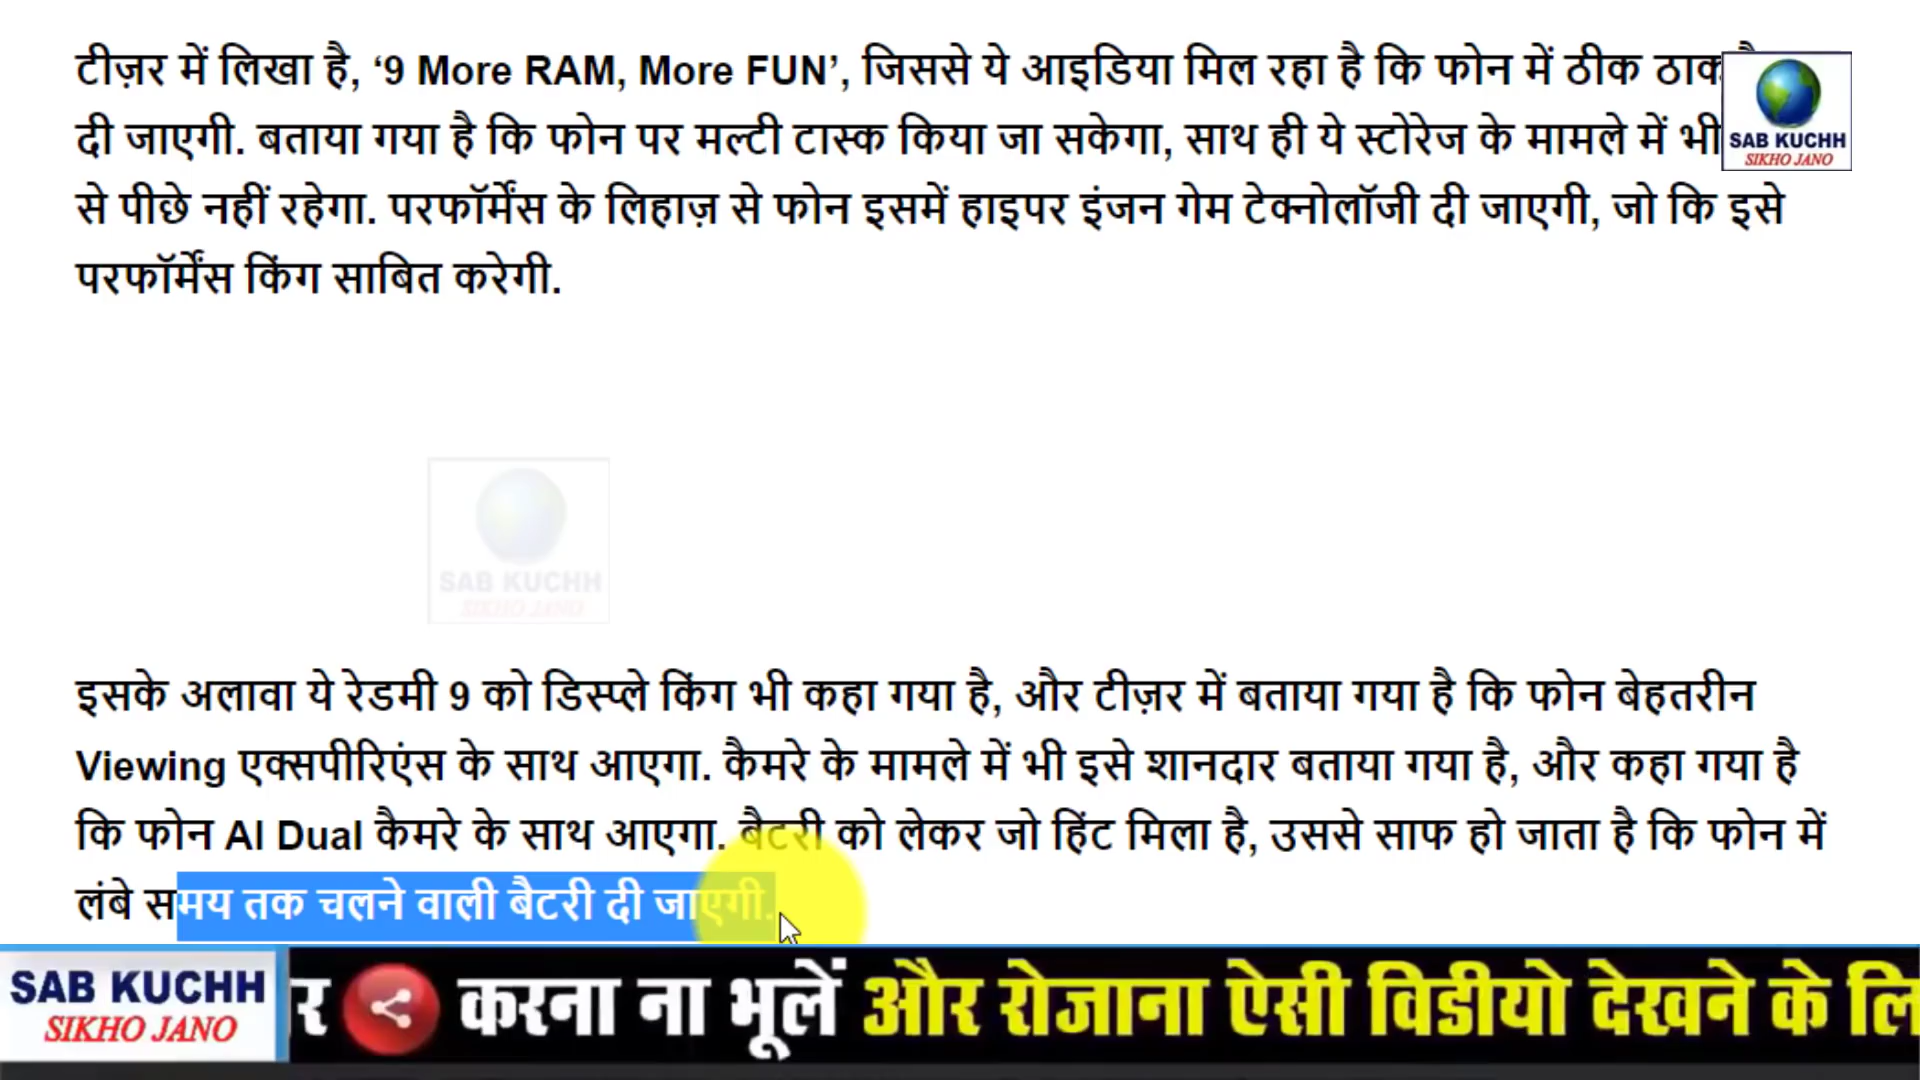 टीज़र में लिखा है, ‘9 More RAM, More FUN’, जिससे ये आइडिया मिल रहा है कि फोन में ठीक
दी जाएगी. बताया गया है कि फोन पर मल्टी टास्क किया जा सकेगा, साथ ही ये स्टोरेज के मामले में भी
SAB KUCHH
SIKHO JANO
से पीछे नहीं रहेगा. परफॉर्मेंस के लिहाज़ से फोन इसमें हाइपर इंजन गेम टेक्नोलॉजी दी जाएगी, जो कि इसे
परफॉर्मेंस किंग साबित करेगी.
SAB KUCHH
SIKHO JANO
इसके अलावा ये रेडमी 9 को डिस्प्ले किंग भी कहा गया है, और टीज़र में बताया गया है कि फोन बेहतरीन
Viewing एक्सपीरिएंस के साथ आएगा. कैमरे के मामले में भी इसे शानदार बताया गया है, और कहा गया है
कि फोन AI Dual कैमरे के साथ आएगा. बैटरी को लेकर जो हिंट मिला है, उससे साफ हो जाता है कि फोन में
लंबे समय तक चलने वाली बैटरी दी जाएगी.
SAB KUCHH
SIKHO JANO
र करना ना भूलें और रोजाना ऐसी विडीयो देखने के लि